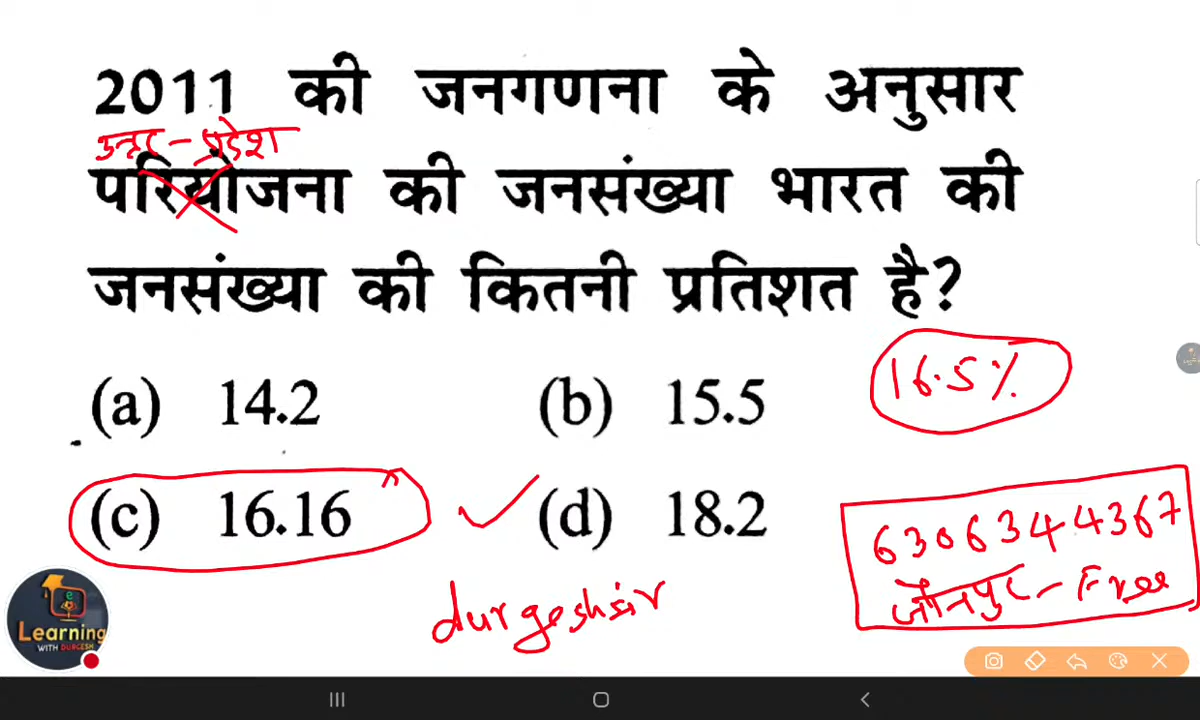 2011 की जनगणना के अनुसार
उत्तर - प्रदेश
परियोजना की जनसंख्या भारत की
जनसंख्या की कितनी प्रतिशत है?
16.5%
(a) 14.2 (b) 15.5
(c) 16.16 (d) 18.2
6306344367
जौनपुर - Free
durgeshsir
Learning
WITH DURGESH